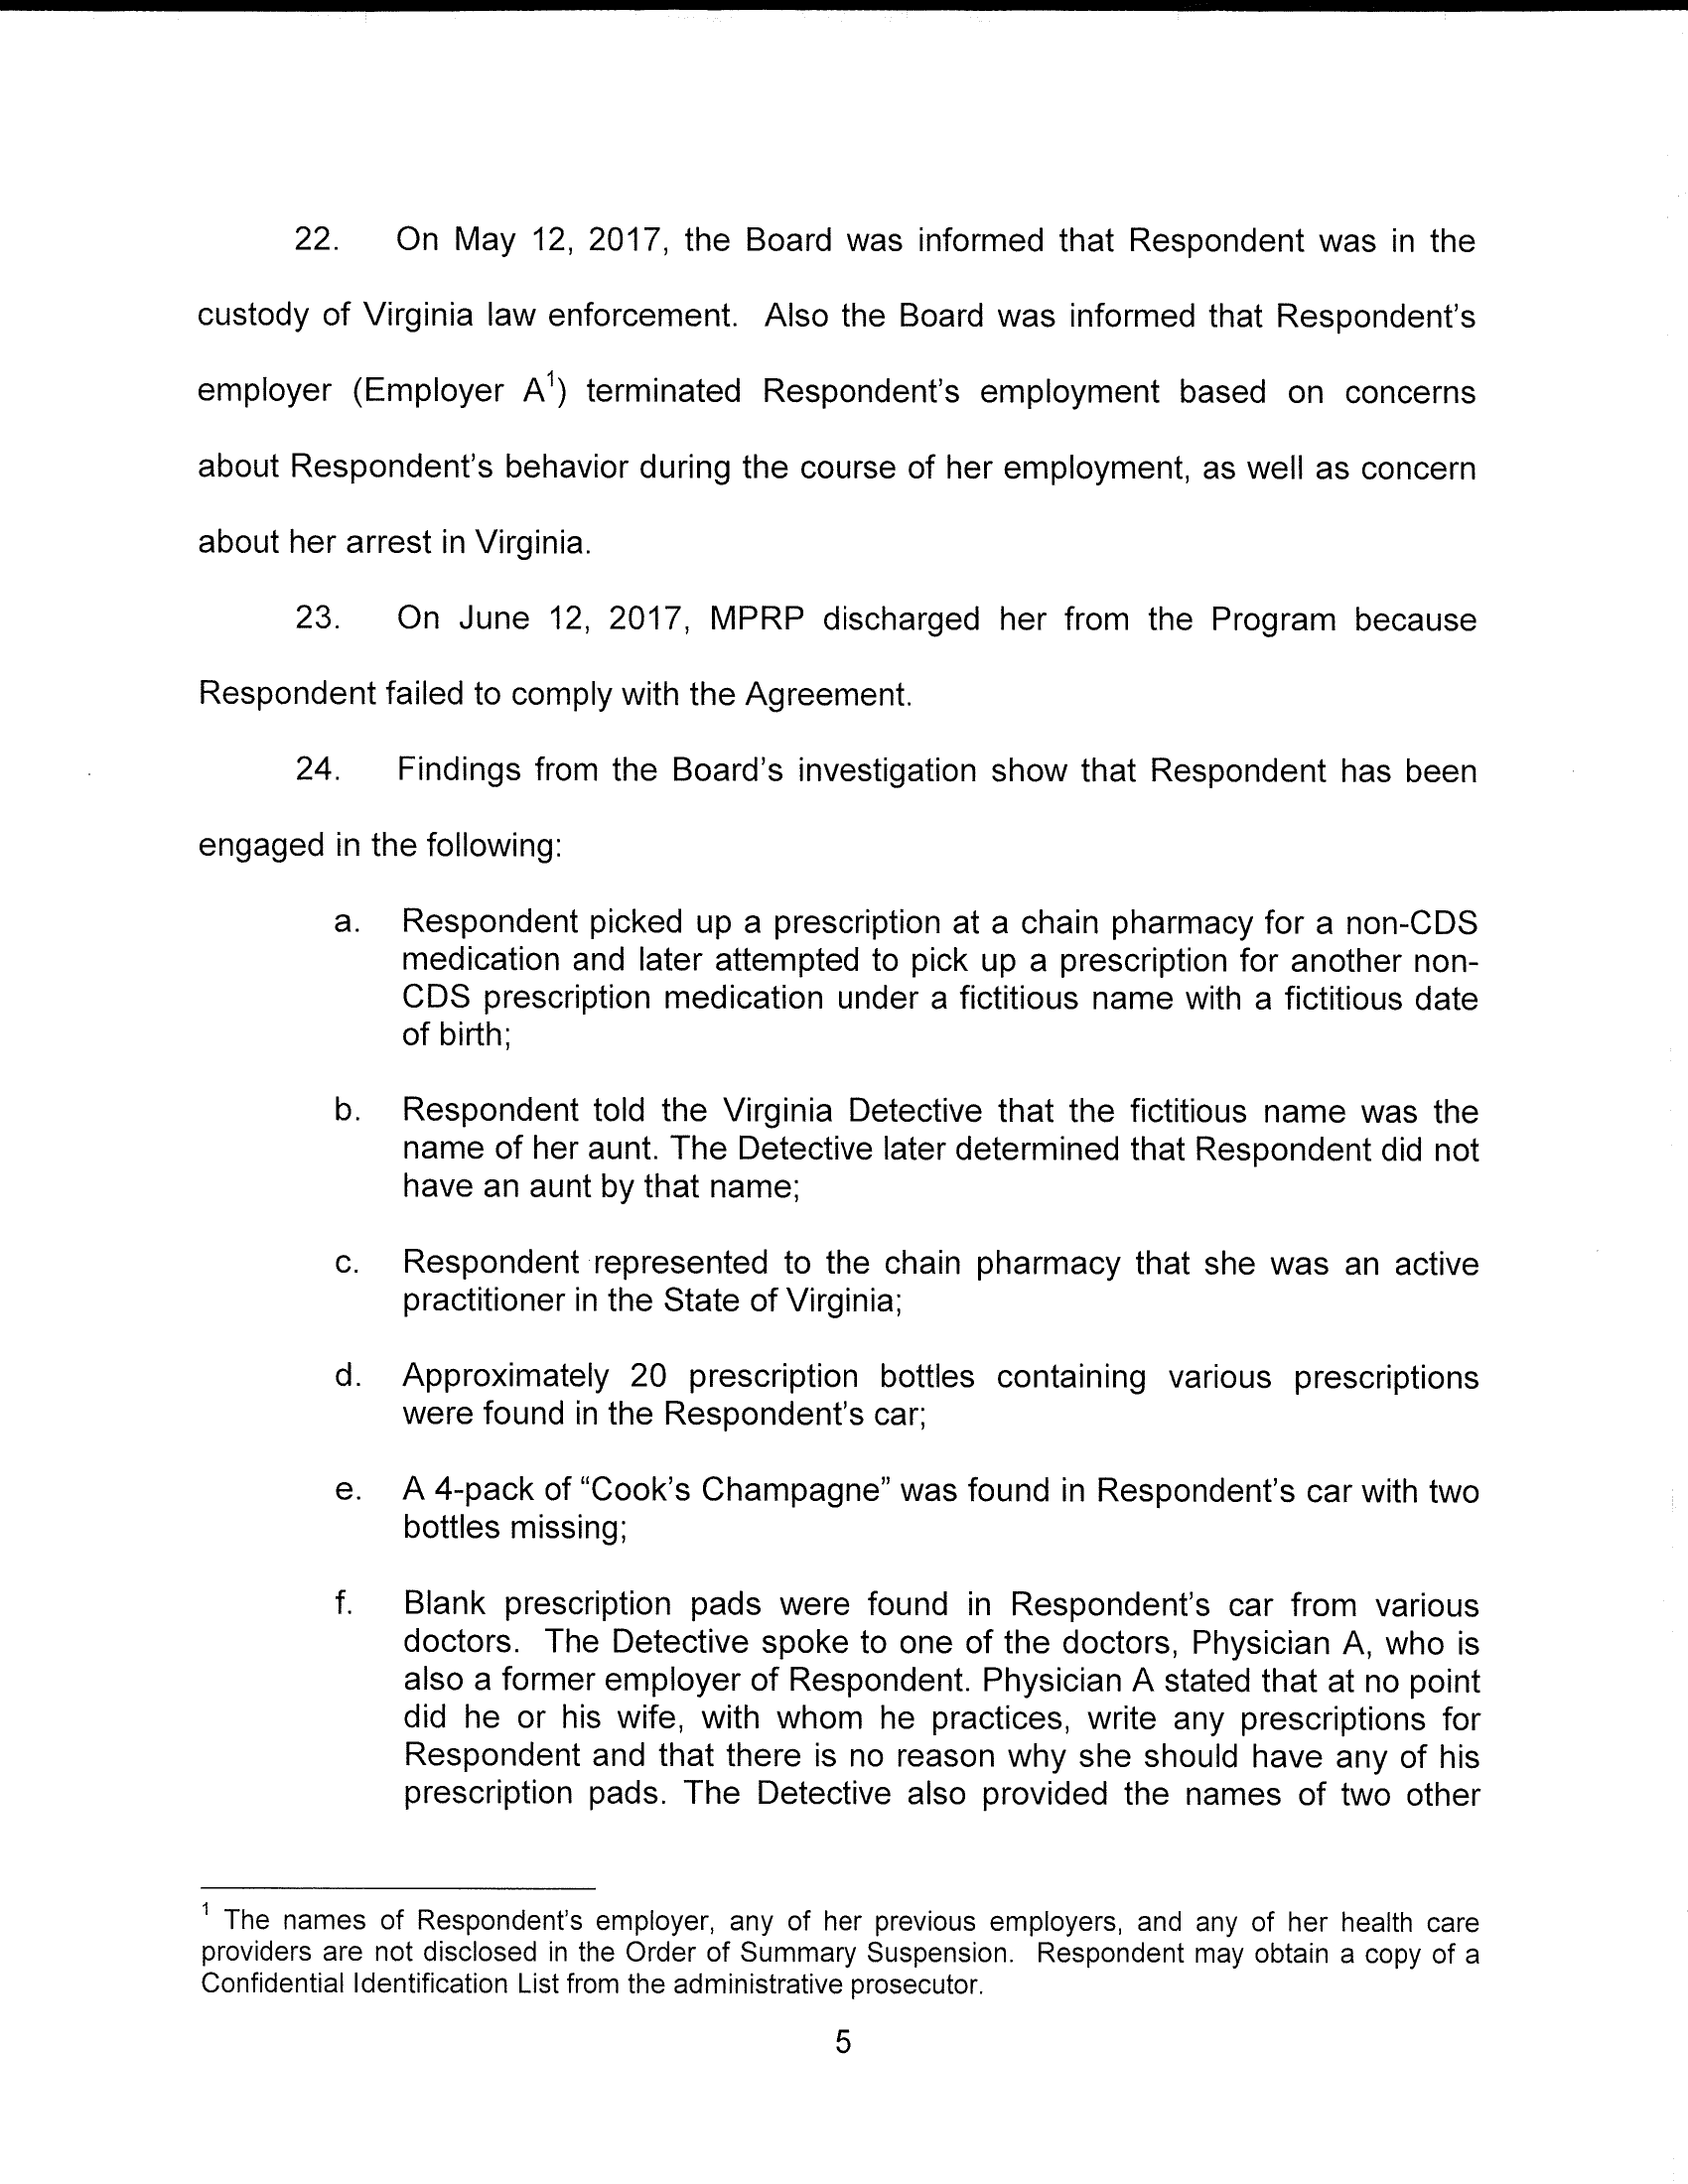 22. On May 12, 2017, the Board was informed that Respondent was in the
custody of Virginia law enforcement. Also the Board was informed that Respondent's
employer (Employer A¹) terminated Respondent's employment based on concerns
about Respondent's behavior during the course of her employment, as well as concern
about her arrest in Virginia.
23. On June 12, 2017, MPRP discharged her from the Program because
Respondent failed to comply with the Agreement.
24. Findings from the Board's investigation show that Respondent has been
engaged in the following:
a. Respondent picked up a prescription at a chain pharmacy for a non-CDS
medication and later attempted to pick up a prescription for another non-
CDS prescription medication under a fictitious name with a fictitious date
of birth;
b. Respondent told the Virginia Detective that the fictitious name was the
name of her aunt. The Detective later determined that Respondent did not
have an aunt by that name;
c. Respondent represented to the chain pharmacy that she was an active
practitioner in the State of Virginia;
d. Approximately 20 prescription bottles containing various prescriptions
were found in the Respondent's car;
e. A 4-pack of “Cook's Champagne” was found in Respondent's car with two
bottles missing;
f. Blank prescription pads were found in Respondent's car from various
doctors. The Detective spoke to one of the doctors, Physician A, who is
also a former employer of Respondent. Physician A stated that at no point
did he or his wife, with whom he practices, write any prescriptions for
Respondent and that there is no reason why she should have any of his
prescription pads. The Detective also provided the names of two other
¹ The names of Respondent's employer, any of her previous employers, and any of her health care
providers are not disclosed in the Order of Summary Suspension. Respondent may obtain a copy of a
Confidential Identification List from the administrative prosecutor.
5